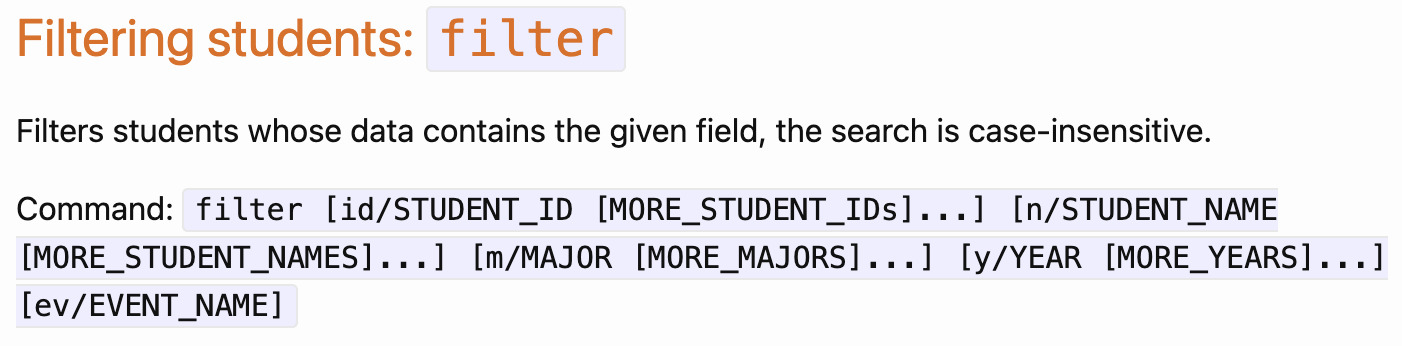 Filtering students: filter
Filters students whose data contains the given field, the search is case-insensitive.
Command: filter [id/STUDENT_ID [MORE_STUDENT_IDs]...] [n/STUDENT_NAME
[MORE_STUDENT_NAMES]...] [m/MAJOR [MORE_MAJORS]...] [y/YEAR [MORE_YEARS]...]
[ev/EVENT_NAME]